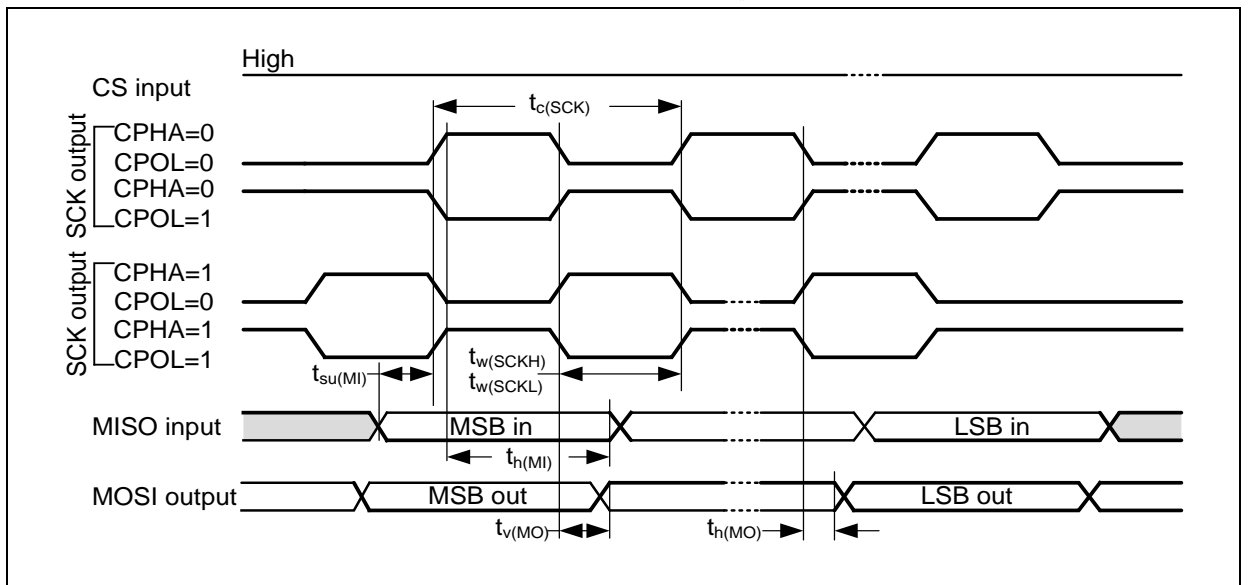 High
CS input
t_c(SCK)
SCK output
CPHA=0
CPOL=0
CPHA=0
CPOL=1
SCK output
CPHA=1
CPOL=0
CPHA=1
CPOL=1
t_su(MI)
t_w(SCKH)
t_w(SCKL)
MISO input
MSB in
LSB in
t_h(MI)
MOSI output
MSB out
LSB out
t_v(MO)
t_h(MO)